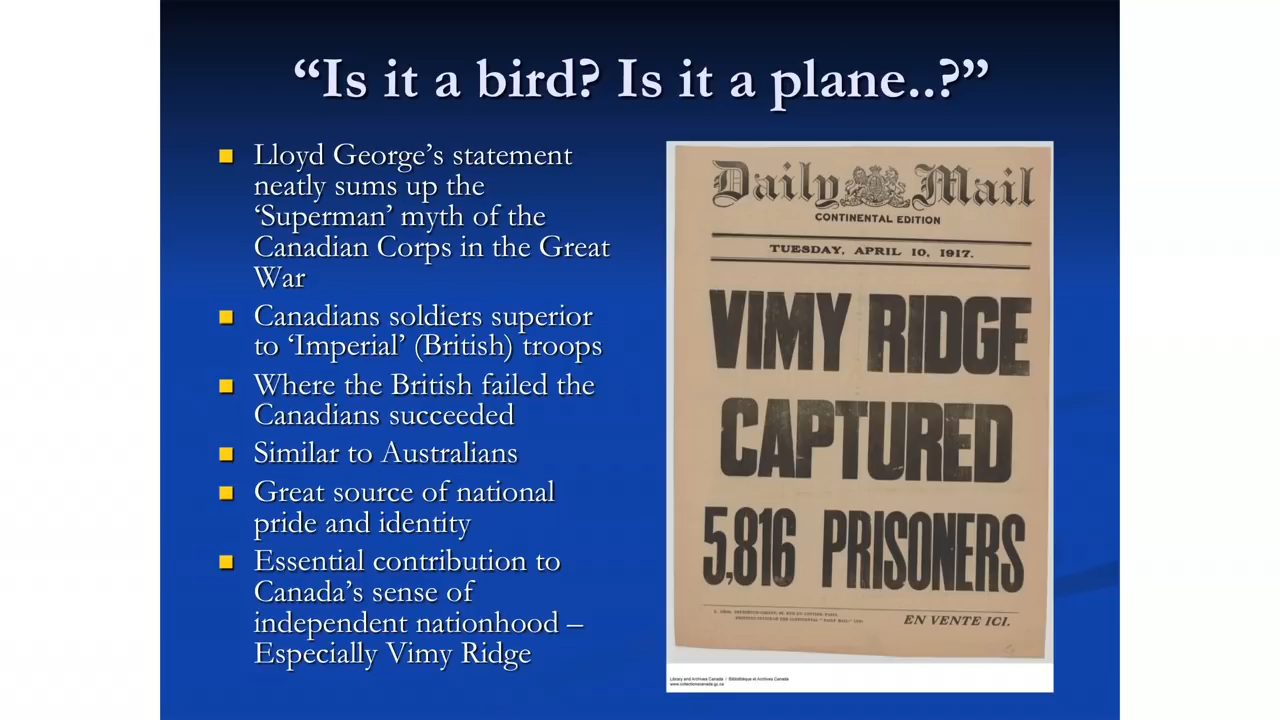 “Is it a bird? Is it a plane..?”
Lloyd George’s statement
neatly sums up the
‘Superman’ myth of the
Canadian Corps in the Great
War
Canadians soldiers superior
to ‘Imperial’ (British) troops
Where the British failed the
Canadians succeeded
Similar to Australians
Great source of national
pride and identity
Essential contribution to
Canada’s sense of
independent nationhood –
Especially Vimy Ridge
Daily Mail
CONTINENTAL EDITION
TUESDAY, APRIL 10, 1917.
VIMY RIDGE
CAPTURED
5,816 PRISONERS
EN VENTE ICI.
Library and Archives Canada | Bibliothèque et Archives Canada
www.collectionscanada.gc.ca